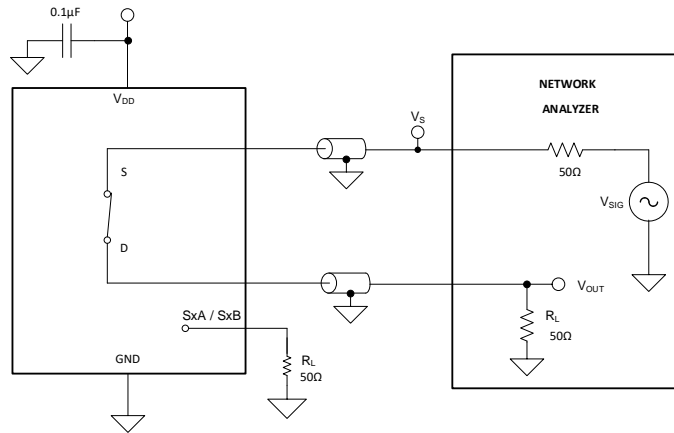 0.1µF
VDD
NETWORK
ANALYZER
VS
S
50Ω
VSIG
D
VOUT
SxA / SxB
RL
50Ω
GND
RL
50Ω